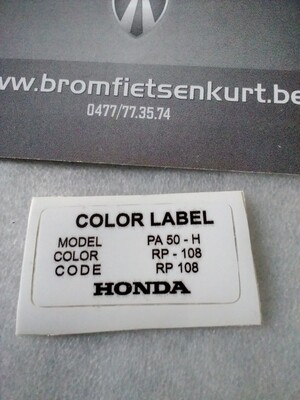 www.bromfietsenkurt.be
0477/77.35.74
COLOR LABEL
MODEL PA 50 - H
COLOR RP - 108
CODE RP 108
HONDA